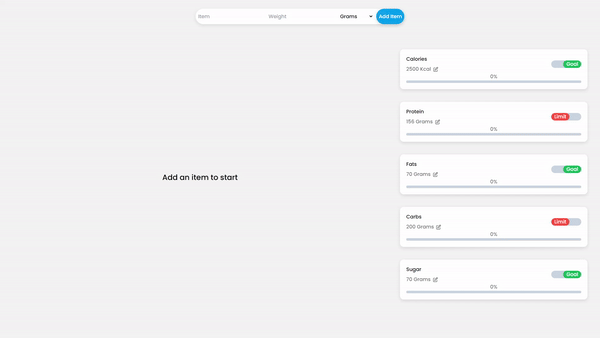 Item Weight Grams Add Item
Calories
2500 Kcal
Goal
0%
Protein
156 Grams
Limit
0%
Add an item to start
Fats
70 Grams
Goal
0%
Carbs
200 Grams
Limit
0%
Sugar
70 Grams
Goal
0%